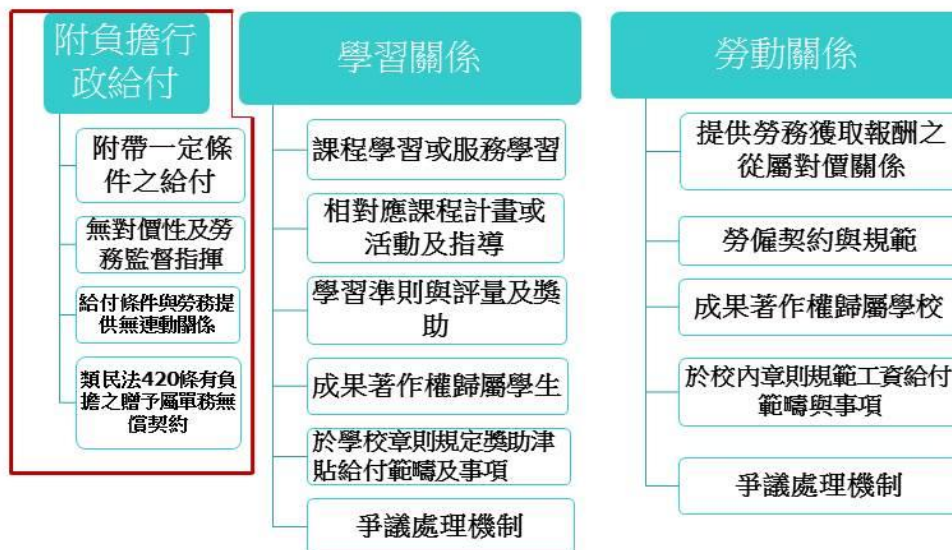 附負擔行
政給付
附帶一定條
件之給付
無對價性及勞
務監督指揮
給付條件與勞務提
供無連動關係
類民法420條有負
擔之贈予屬單務無
償契約
學習關係
課程學習或服務學習
相對應課程計畫或
活動及指導
學習準則與評量及獎
助
成果著作權歸屬學生
於學校章則規定獎助津
貼給付範疇及事項
爭議處理機制
勞動關係
提供勞務獲取報酬之
從屬對價關係
勞僱契約與規範
成果著作權歸屬學校
於校內章則規範工資給付
範疇與事項
爭議處理機制